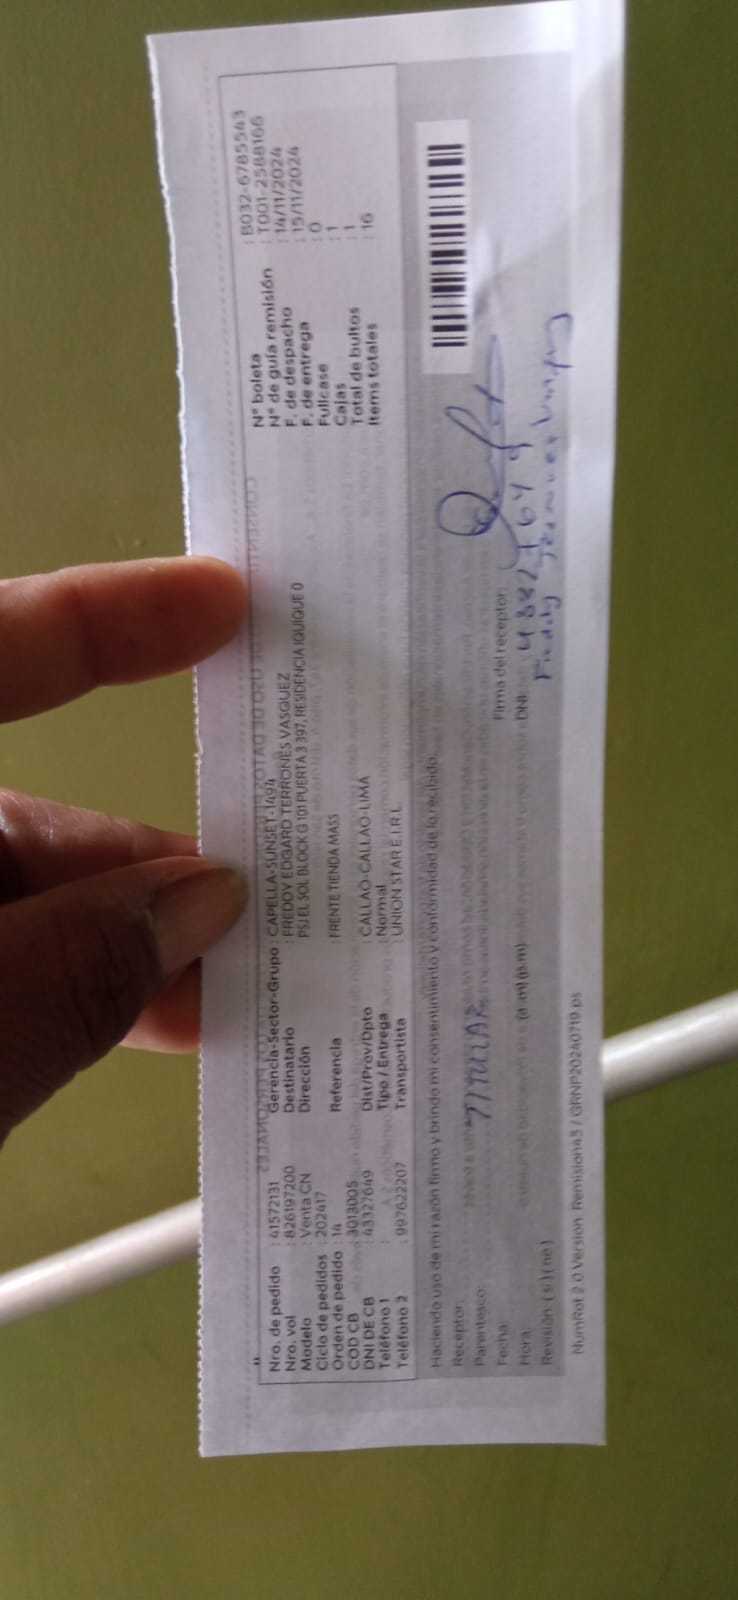 Nro. de pedido : 41572131
Nro. vol : 826197200
Modelo : Venta CN
Ciclo de pedidos : 202417
Orden de pedido : 14
COD CB : 3013005
DNI DE CB : 43327649
Teléfono 1 :
Teléfono 2 : 997622207
Gerencia-Sector-Grupo : CAPELLA-SUNSET-1494
Destinatario : FREDDY EDGARD TERRONES VASQUEZ
Dirección : PSJ EL SOL BLOCK G 101 PUERTA 3 397, RESIDENCIA IQUIQUE 0
Referencia : FRENTE TIENDA MASS
Dist/Prov/Dpto : CALLAO-CALLAO-LIMA
Tipo / Entrega : Normal
Transportista : UNION STAR E.I.R.L.
N° boleta : B032-6785543
N° de guía remisión : T001-2588166
F. de despacho : 14/11/2024
F. de entrega : 15/11/2024
Fullcase : 0
Cajas : 1
Total de bultos : 1
Items totales : 16
Haciendo uso de mi razón firmo y brindo mi consentimiento y conformidad de lo recibido.
Receptor:
Parentesco: TITULAR
Fecha:
Hora: (a.m) (p.m)
Revisión: ( si ) ( no )
Firma del receptor:
DNI:
NumRot 2.0 Version Remision43 / GRNP20240719.ps